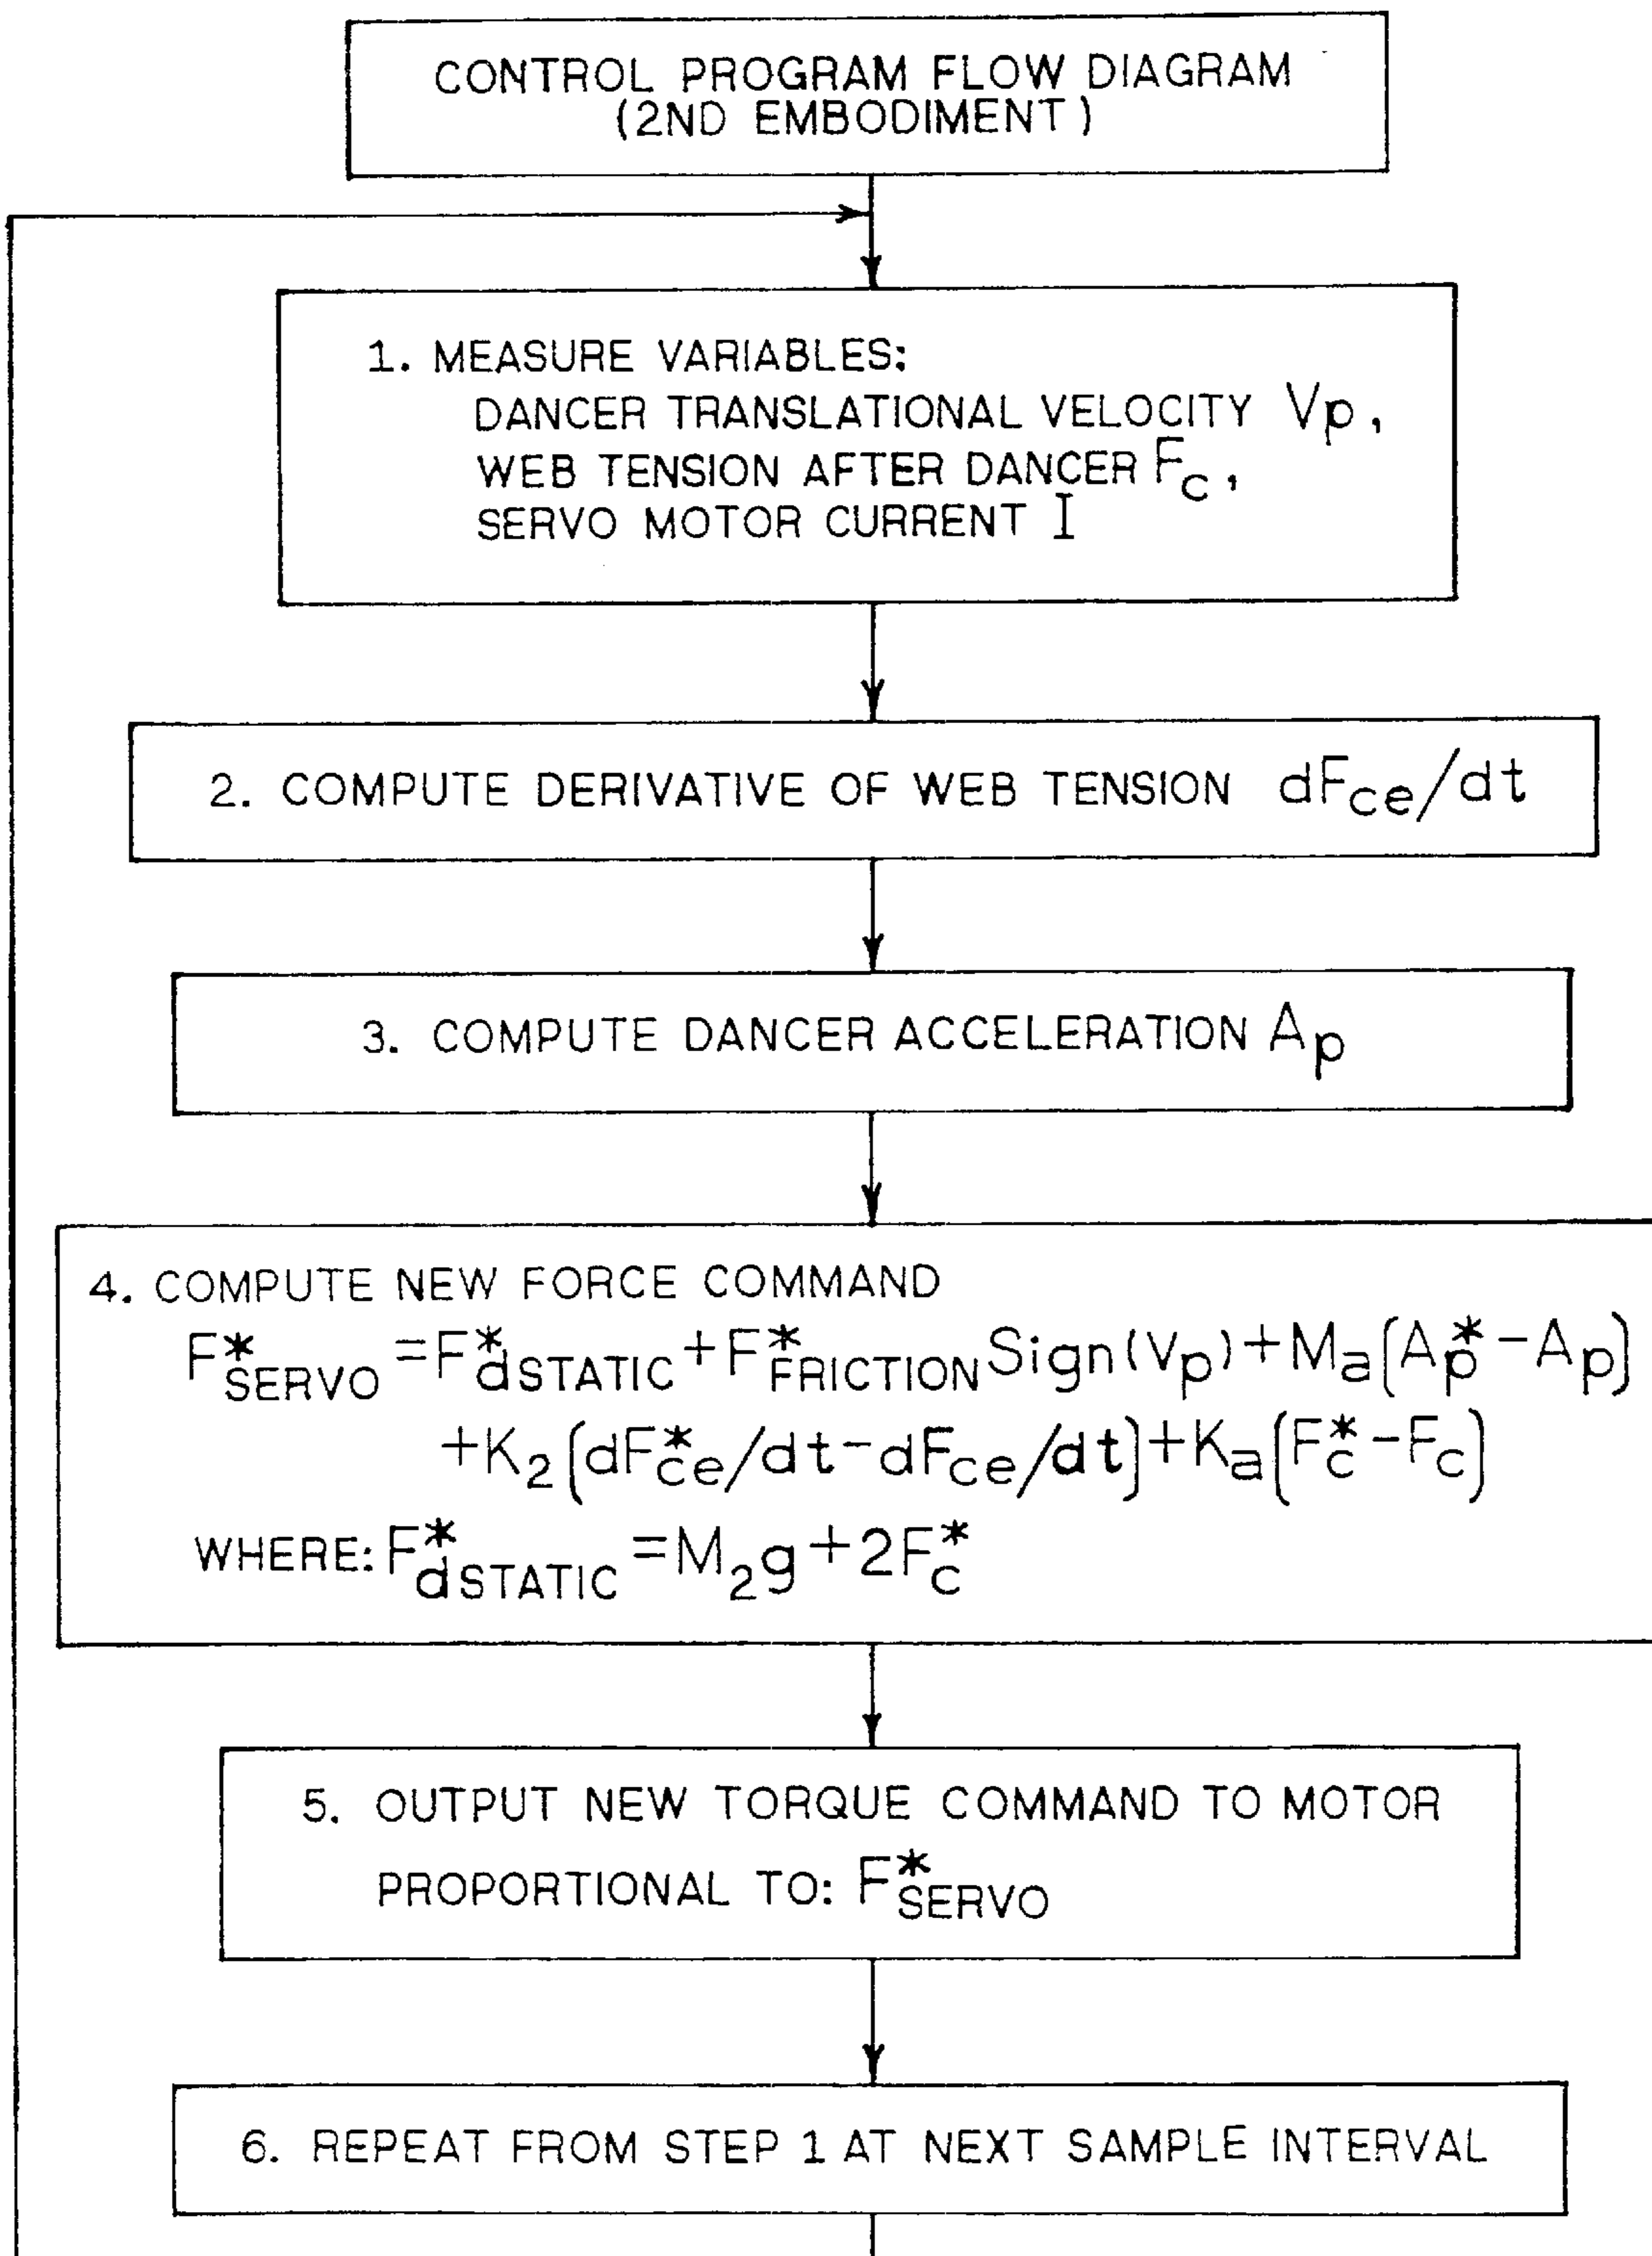 CONTROL PROGRAM FLOW DIAGRAM
(2ND EMBODIMENT)
1. MEASURE VARIABLES:
DANCER TRANSLATIONAL VELOCITY Vp,
WEB TENSION AFTER DANCER Fc,
SERVO MOTOR CURRENT I
2. COMPUTE DERIVATIVE OF WEB TENSION dFce/dt
3. COMPUTE DANCER ACCELERATION Ap
4. COMPUTE NEW FORCE COMMAND
F*SERVO = F*dSTATIC + F*FRICTION Sign(Vp) + Ma[A*p - Ap]
+K2[dF*ce/dt - dFce/dt] + Ka[F*c - Fc]
WHERE: F*dSTATIC = M2g + 2F*c
5. OUTPUT NEW TORQUE COMMAND TO MOTOR
PROPORTIONAL TO: F*SERVO
6. REPEAT FROM STEP 1 AT NEXT SAMPLE INTERVAL